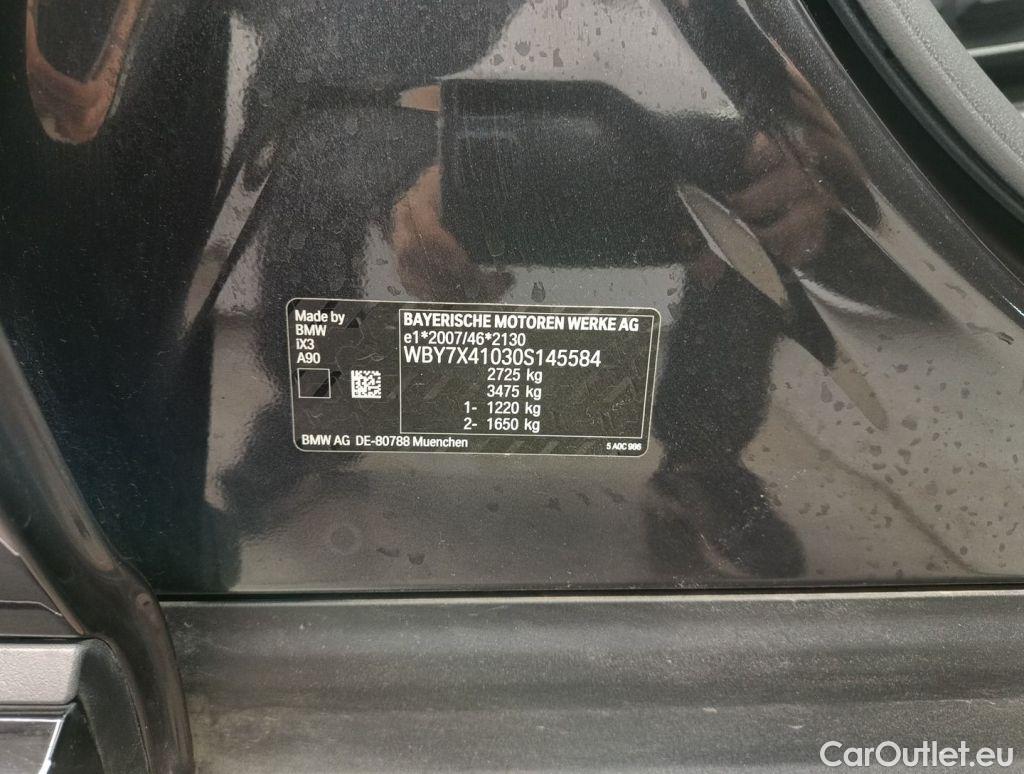 Made by
BMW
iX3
A90
BAYERISCHE MOTOREN WERKE AG
e1*2007/46*2130
WBY7X41030S145584
2725 kg
3475 kg
1- 1220 kg
2- 1650 kg
BMW AG DE-80788 Muenchen
5 A0C 986
CarOutlet.eu